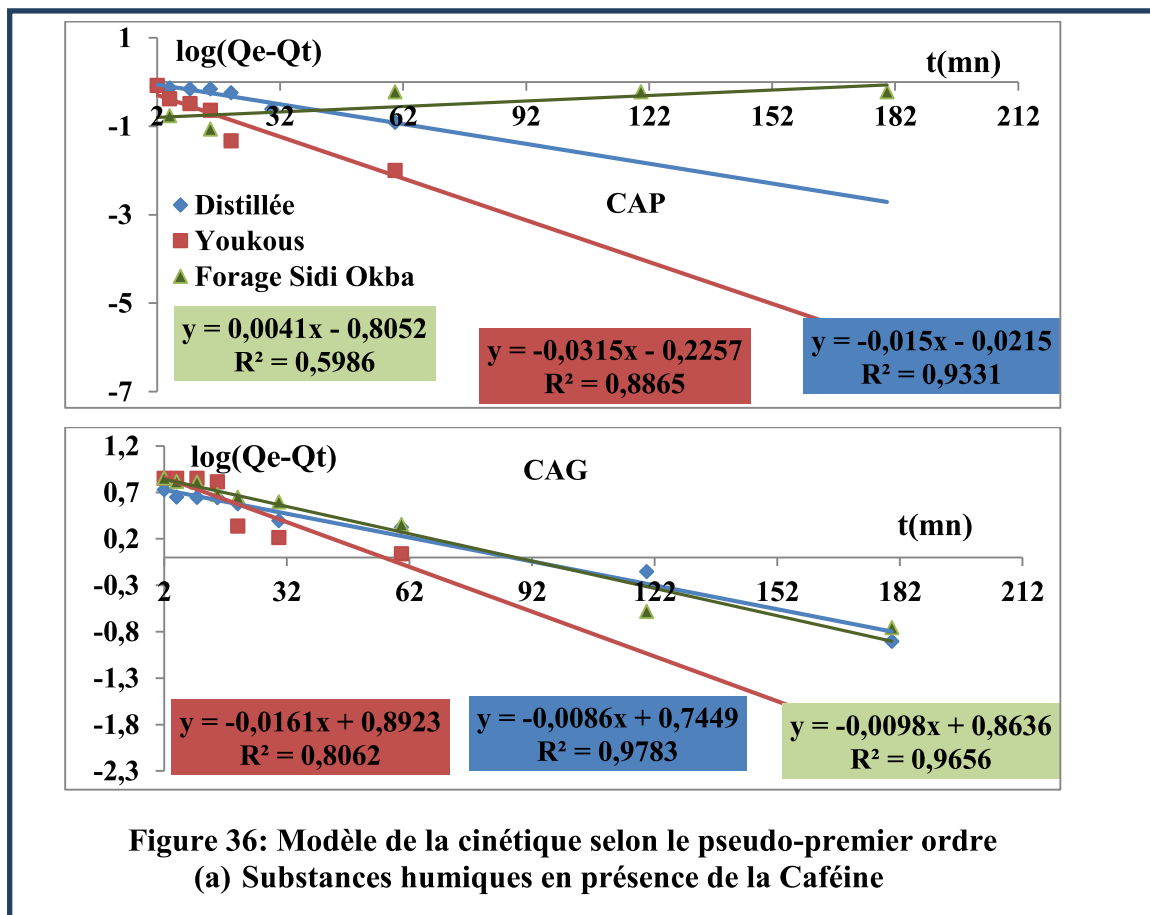 1
log(Qe-Qt)
t(mn)
2 32 62 92 122 152 182 212
-1
CAP
-3
Distillée
Youkous
Forage Sidi Okba
-5
y = 0,0041x - 0,8052
R² = 0,5986
y = -0,0315x - 0,2257
R² = 0,8865
y = -0,015x - 0,0215
R² = 0,9331
-7
1,2
log(Qe-Qt)
CAG
0,7
t(mn)
0,2
-0,3
2 32 62 92 122 152 182 212
-0,8
-1,3
-1,8
y = -0,0161x + 0,8923
R² = 0,8062
y = -0,0086x + 0,7449
R² = 0,9783
y = -0,0098x + 0,8636
R² = 0,9656
-2,3
Figure 36: Modèle de la cinétique selon le pseudo-premier ordre
(a) Substances humiques en présence de la Caféine